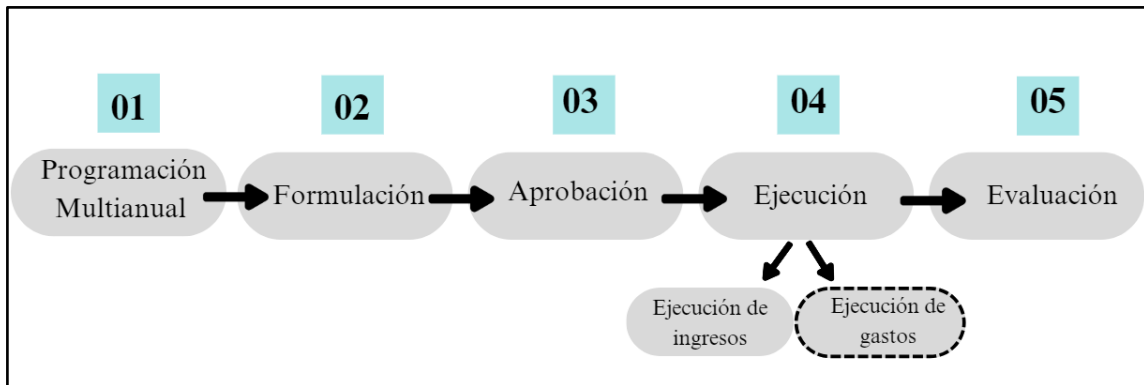 01
02
03
04
05
Programación
Multianual
Formulación
Aprobación
Ejecución
Evaluación
Ejecución de
ingresos
Ejecución de
gastos